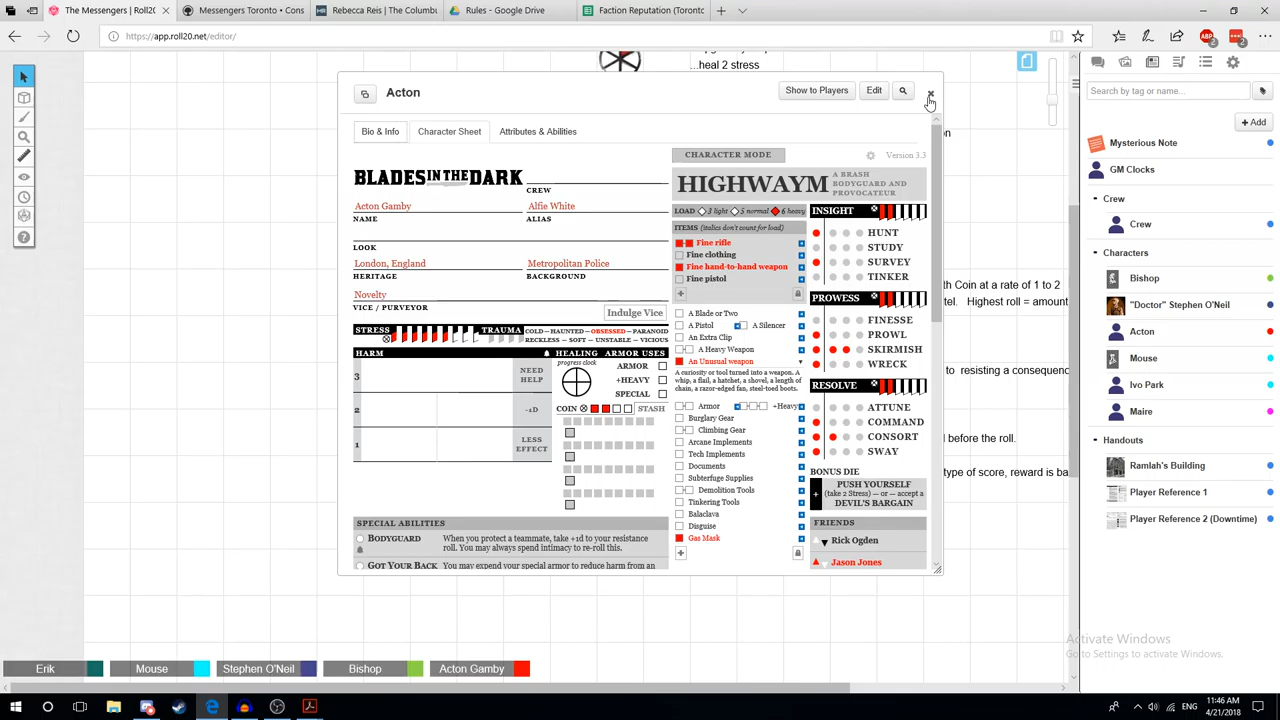 The Messengers | Roll20
Messengers Toronto • Cons
Rebecca Reis | The Columbu
Rules - Google Drive
Faction Reputation (Toronto
https://app.roll20.net/editor/
2
2
...heal 2 stress
Acton
Show to Players
Edit
Bio & Info
Character Sheet
Attributes & Abilities
BLADES IN THE DARK
CREW
Acton Gamby
Alfie White
NAME
ALIAS
LOOK
London, England
Metropolitan Police
HERITAGE
BACKGROUND
Novelty
VICE / PURVEYOR
Indulge Vice
STRESS
TRAUMA
COLD—HAUNTED—OBSESSED—PARANOID
RECKLESS — SOFT — UNSTABLE — VICIOUS
HARM
HEALING
ARMOR USES
progress clock
3
NEED HELP
ARMOR
+HEAVY
SPECIAL
2
-1D
COIN
STASH
1
LESS EFFECT
SPECIAL ABILITIES
BODYGUARD
When you protect a teammate, take +1d to your resistance
roll. You may always spend intimacy to re-roll this.
GOT YOUR BACK
You may expend your special armor to reduce harm from an
CHARACTER MODE
Version 3.3
HIGHWAYM
A BRASH
BODYGUARD AND
PROVOCATEUR
LOAD
3 light
5 normal
6 heavy
ITEMS (italics don't count for load)
Fine rifle
Fine clothing
Fine hand-to-hand weapon
Fine pistol
A Blade or Two
A Pistol
A Silencer
An Extra Clip
A Heavy Weapon
An Unusual weapon
A curiosity or tool turned into a weapon. A
whip, a flail, a hatchet, a shovel, a length of
chain, a razor-edged fan, steel-toed boots.
Armor
+Heavy
Burglary Gear
Climbing Gear
Arcane Implements
Tech Implements
Documents
Subterfuge Supplies
Demolition Tools
Tinkering Tools
Balaclava
Disguise
Gas Mask
INSIGHT
HUNT
STUDY
SURVEY
TINKER
PROWESS
FINESSE
PROWL
SKIRMISH
WRECK
RESOLVE
ATTUNE
COMMAND
CONSORT
SWAY
BONUS DIE
PUSH YOURSELF
(take 2 Stress) — or — accept a
DEVIL'S BARGAIN
FRIENDS
Rick Ogden
Jason Jones
on
th Coin at a rate of 1 to 2
tel. Highest roll = amount
to resisting a consequenc
d before the roll.
type of score, reward is ba
Search by tag or name...
+ Add
Mysterious Note
GM Clocks
Crew
Crew
Characters
Bishop
"Doctor" Stephen O'Neil
Acton
Mouse
Ivo Park
Maire
Handouts
Ramlah's Building
Player Reference 1
Player Reference 2 (Downtime)
Activate Windows
Go to Settings to activate Windows.
Erik
Mouse
Stephen O'Neil
Bishop
Acton Gamby
ENG
11:46 AM
4/21/2018